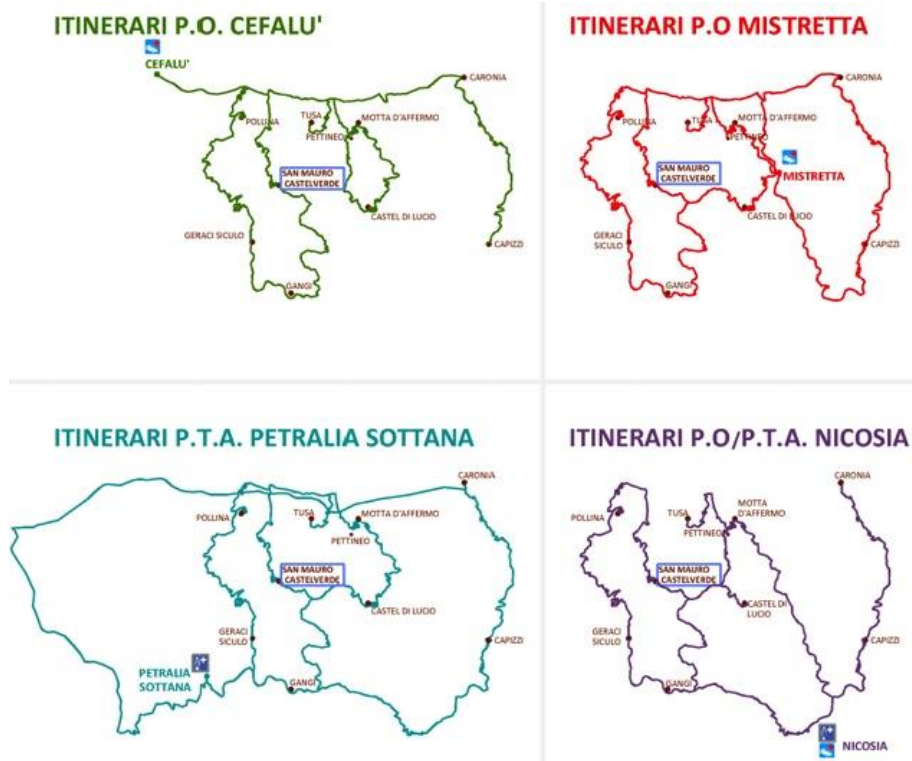 ITINERARI P.O. CEFALU'
CEFALU'
CARONIA
POLLINA
TUSA
MOTTA D'AFFERMO
PETTINEO
SAN MAURO
CASTELVERDE
CASTEL DI LUCIO
GERACI SICULO
CAPIZZI
GANGI
ITINERARI P.O MISTRETTA
CARONIA
POLLINA
TUSA
MOTTA D'AFFERMO
PETTINEO
SAN MAURO
CASTELVERDE
MISTRETTA
CASTEL DI LUCIO
GERACI
SICULO
CAPIZZI
GANGI
ITINERARI P.T.A. PETRALIA SOTTANA
CARONIA
POLLINA
TUSA
MOTTA D'AFFERMO
PETTINEO
SAN MAURO
CASTELVERDE
CASTEL DI LUCIO
GERACI
SICULO
CAPIZZI
PETRALIA
SOTTANA
GANGI
ITINERARI P.O/P.T.A. NICOSIA
CARONIA
POLLINA
TUSA
MOTTA
D'AFFERMO
PETTINEO
SAN MAURO
CASTELVERDE
CASTEL DI
LUCIO
GERACI
SICULO
CAPIZZI
GANGI
NICOSIA